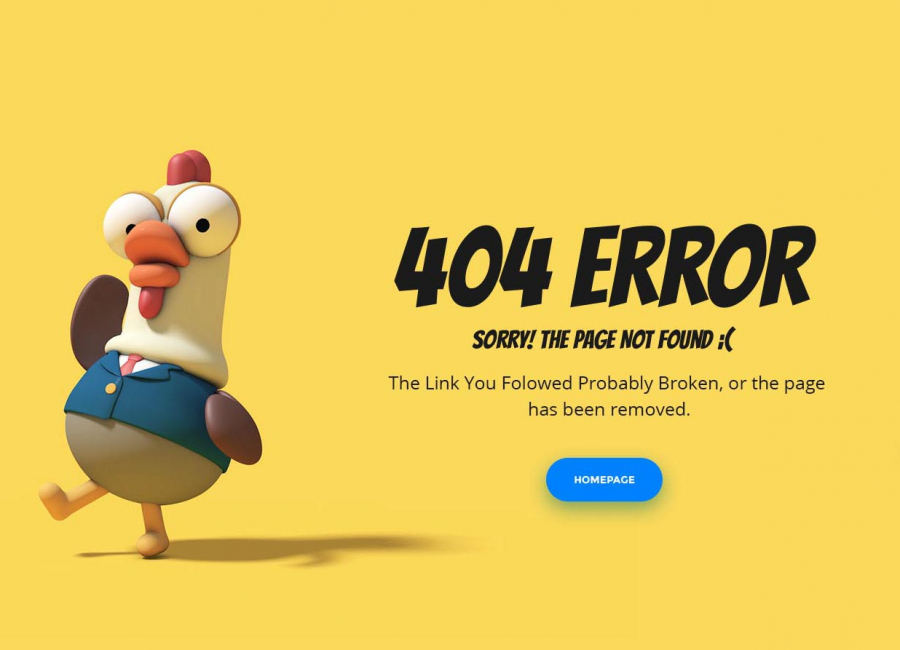 404 ERROR
SORRY! THE PAGE NOT FOUND :(
The Link You Folowed Probably Broken, or the page
has been removed.
HOMEPAGE